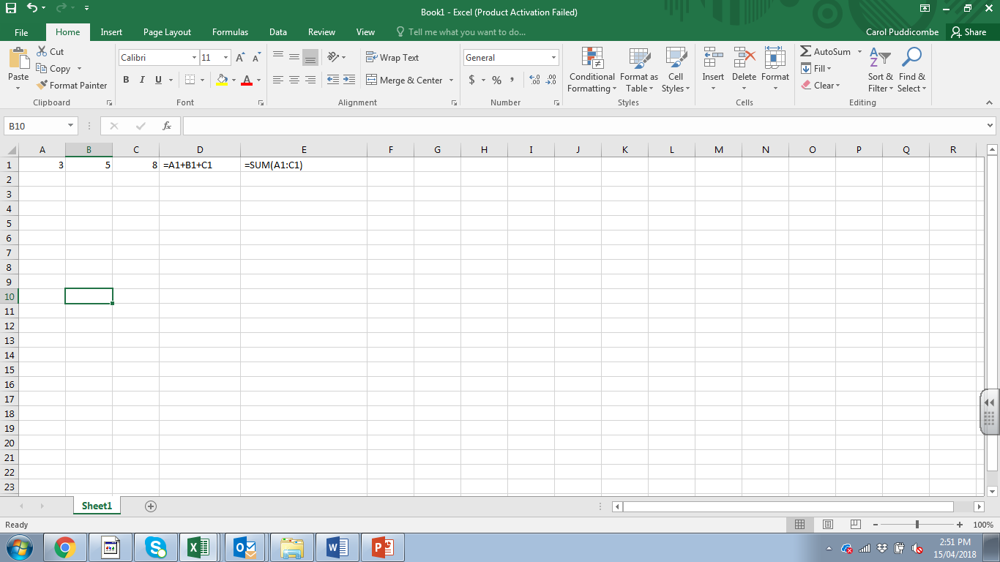 Book1 - Excel (Product Activation Failed)
File Home Insert Page Layout Formulas Data Review View Tell me what you want to do... Carol Puddicombe Share
Paste Cut Copy Format Painter Clipboard
Calibri 11 A A B I U A Font
Wrap Text Merge & Center Alignment
General $ % , .0 .00 .00 .0 Number
Conditional Formatting Format as Table Cell Styles Styles
Insert Delete Format Cells
AutoSum Fill Clear Sort & Filter Find & Select Editing
B10 fx
A B C D E F G H I J K L M N O P Q R
1 3 5 8 =A1+B1+C1 =SUM(A1:C1)
2
3
4
5
6
7
8
9
10
11
12
13
14
15
16
17
18
19
20
21
22
23
Sheet1
Ready 100%
2:51 PM
15/04/2018